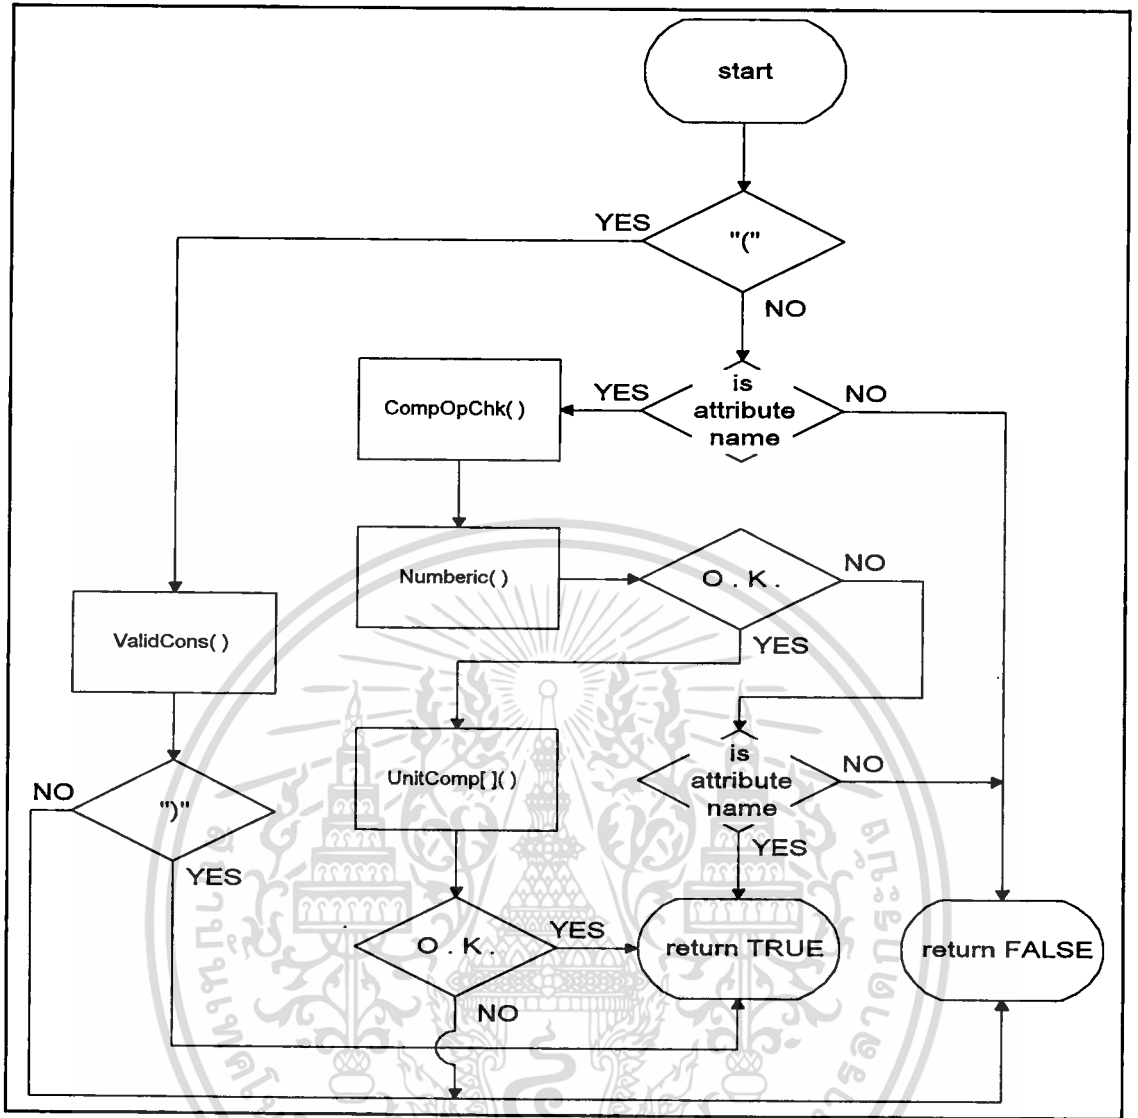 start
YES
"("
NO
CompOpChk( )
YES
is
attribute
name
NO
Numberic( )
O . K .
NO
YES
ValidCons( )
UnitComp[ ]( )
is
attribute
name
NO
YES
NO
")"
YES
O . K .
YES
NO
return TRUE
return FALSE